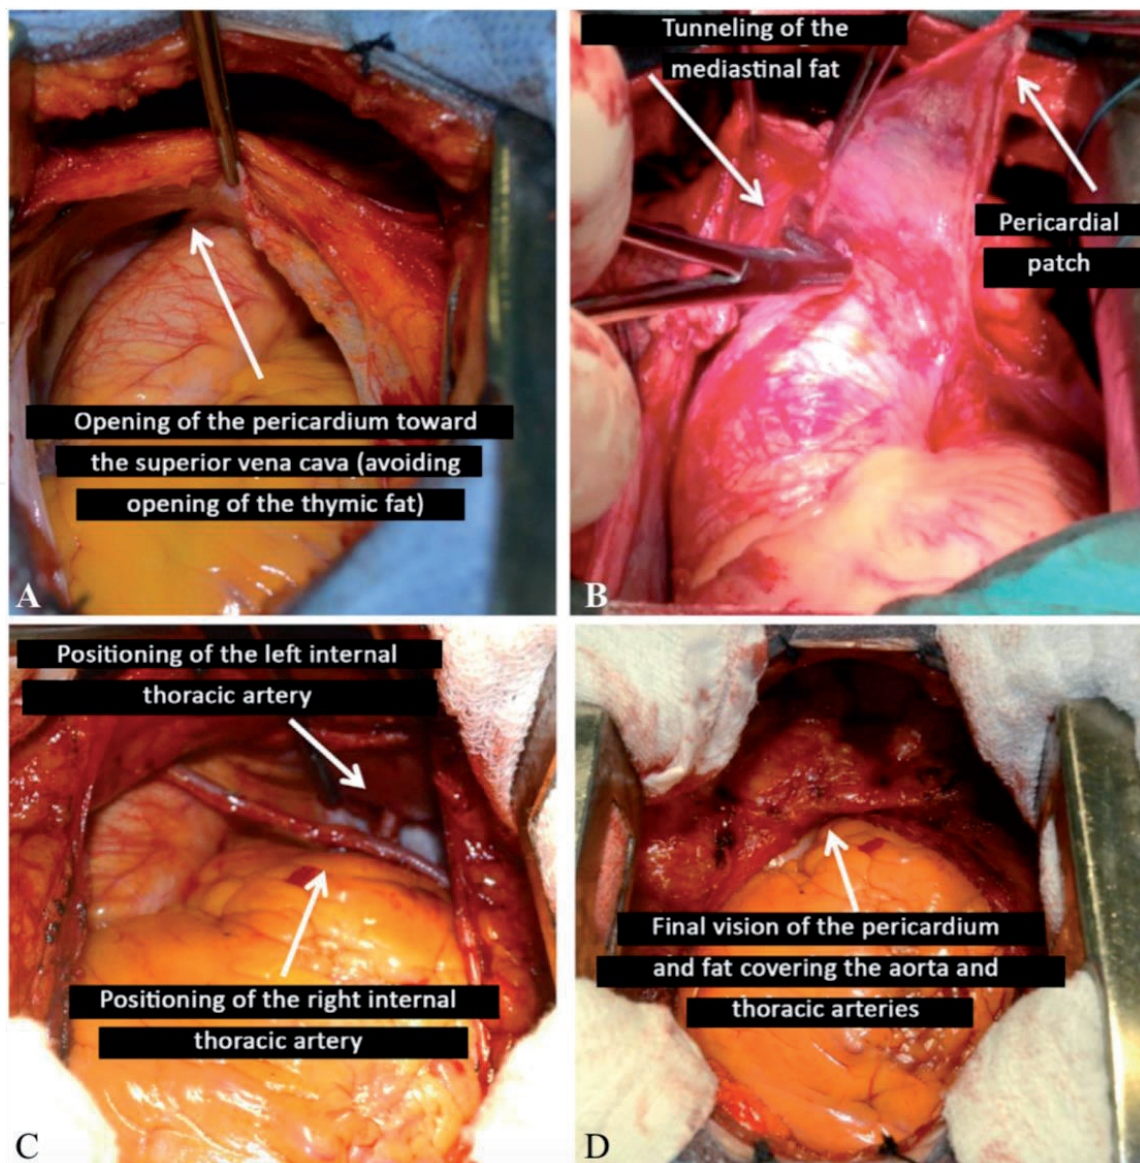 Opening of the pericardium toward
the superior vena cava (avoiding
opening of the thymic fat)
A
Tunneling of the
mediastinal fat
Pericardial
patch
B
Positioning of the left internal
thoracic artery
Positioning of the right internal
thoracic artery
C
Final vision of the pericardium
and fat covering the aorta and
thoracic arteries
D